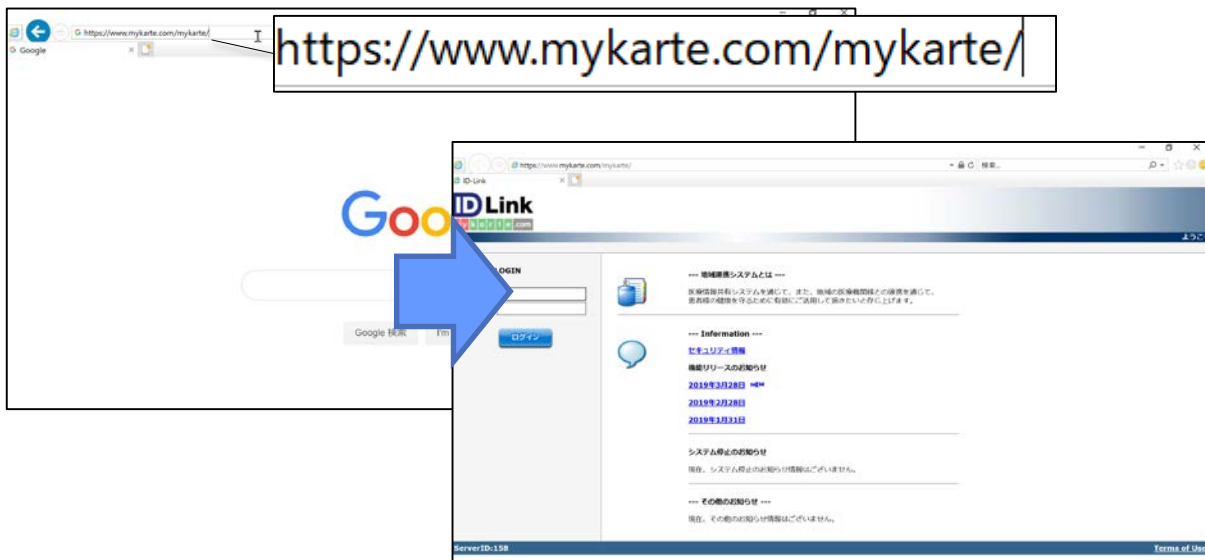 https://www.mykarte.com/mykarte/
Google
https://www.mykarte.com/mykarte/
Goo
Google 検索
I'm
https://www.mykarte.com/mykarte/
検索...
ID-Link
ID Link
mykarte.com
ようこ
LOGIN
ログイン
--- 地域連携システムとは ---
医療情報共有システムを通じて、また、地域の医療機関様との連携を通じて、
患者様の健康を守るために有効にご活用して頂きたいと存じ上げます。
--- Information ---
セキュリティ情報
機能リリースのお知らせ
2019年3月28日 NEW
2019年2月28日
2019年1月31日
システム停止のお知らせ
現在、システム停止のお知らせ情報はございません。
--- その他のお知らせ ---
現在、その他のお知らせ情報はございません。
ServerID:158
Terms of Use